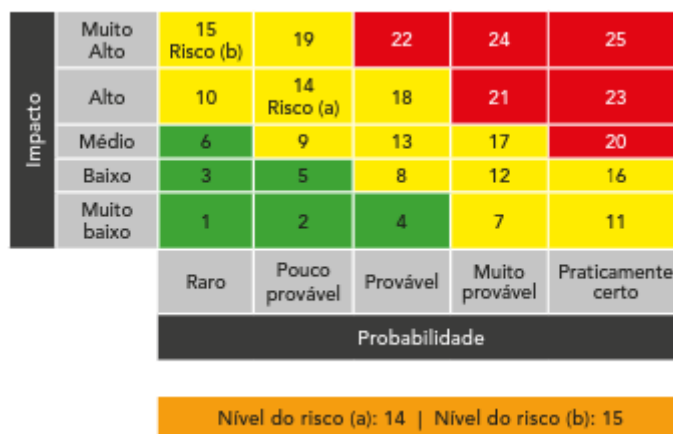 Impacto
Muito
Alto
15
Risco (b)
19
22
24
25
Alto
10
14
Risco (a)
18
21
23
Médio
6
9
13
17
20
Baixo
3
5
8
12
16
Muito
baixo
1
2
4
7
11
Raro
Pouco
provável
Provável
Muito
provável
Praticamente
certo
Probabilidade
Nível do risco (a): 14 | Nível do risco (b): 15